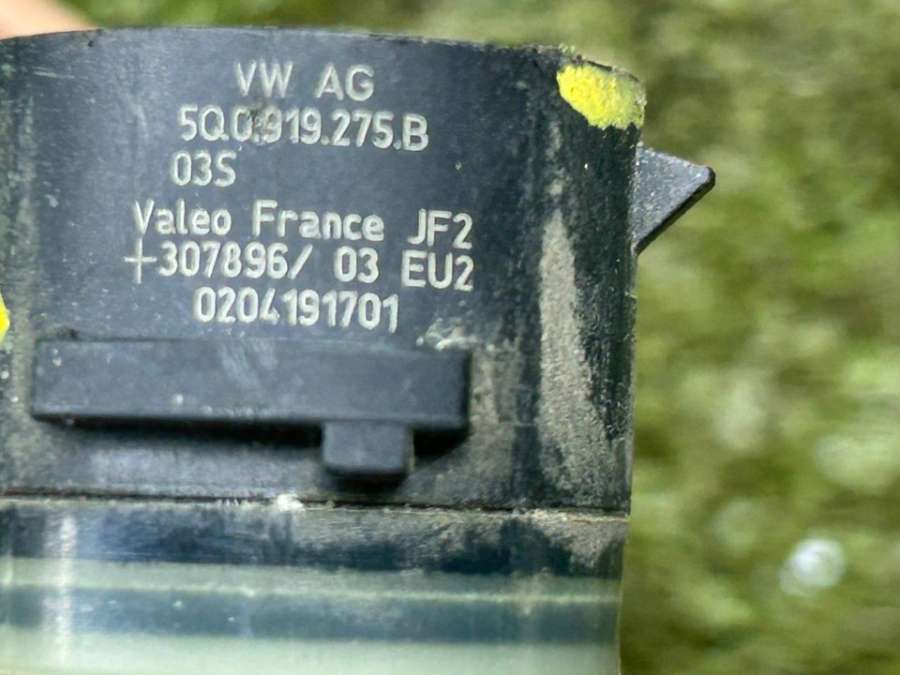 VW AG
5Q0.919.275.B
03S
Valeo France JF2
+307896/ 03 EU2
0204191701